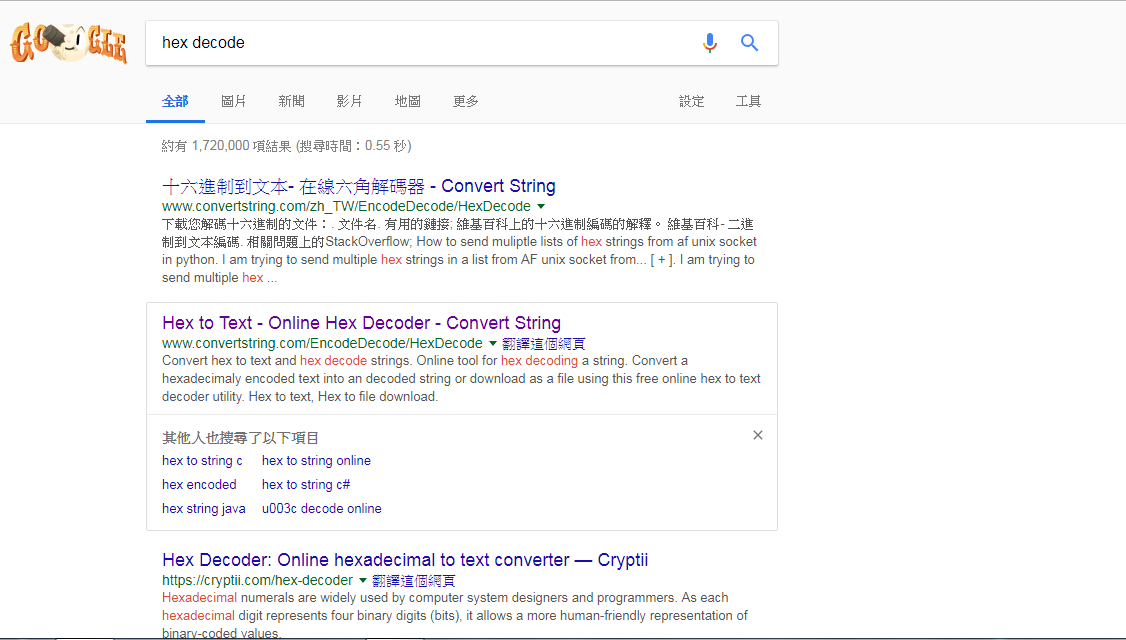 GOOGLE
hex decode
全部 圖片 新聞 影片 地圖 更多 設定 工具
約有 1,720,000 項結果 (搜尋時間：0.55 秒)
十六進制到文本- 在線六角解碼器 - Convert String
www.convertstring.com/zh_TW/EncodeDecode/HexDecode
下載您解碼十六進制的文件：. 文件名. 有用的鏈接; 維基百科上的十六進制編碼的解釋。 維基百科- 二進
制到文本編碼. 相關問題上的StackOverflow; How to send muliptle lists of hex strings from af unix socket
in python. I am trying to send multiple hex strings in a list from AF unix socket from... [ + ]. I am trying to
send multiple hex ...
Hex to Text - Online Hex Decoder - Convert String
www.convertstring.com/EncodeDecode/HexDecode 翻譯這個網頁
Convert hex to text and hex decode strings. Online tool for hex decoding a string. Convert a
hexadecimaly encoded text into an decoded string or download as a file using this free online hex to text
decoder utility. Hex to text, Hex to file download.
其他人也搜尋了以下項目
hex to string c hex to string online
hex encoded hex to string c#
hex string java u003c decode online
Hex Decoder: Online hexadecimal to text converter — Cryptii
https://cryptii.com/hex-decoder 翻譯這個網頁
Hexadecimal numerals are widely used by computer system designers and programmers. As each
hexadecimal digit represents four binary digits (bits), it allows a more human-friendly representation of
binary-coded values.